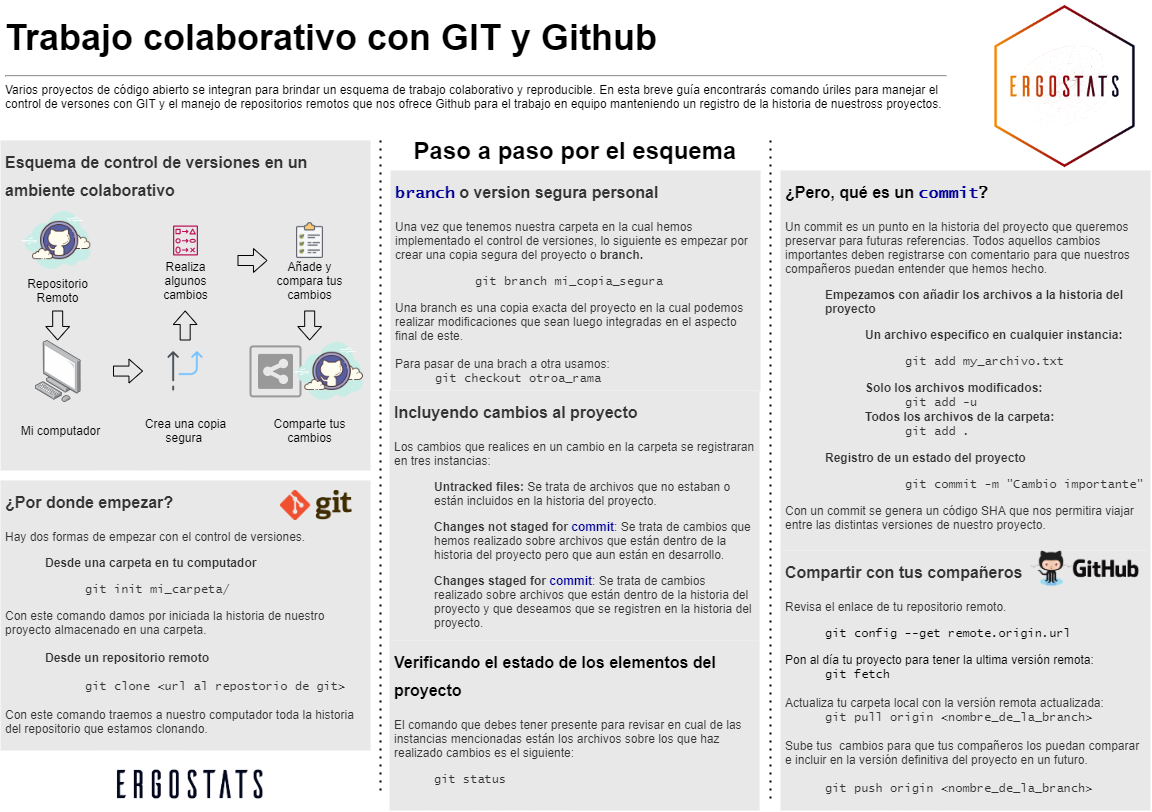 Trabajo colaborativo con GIT y Github
ERGOSTATS
Varios proyectos de código abierto se integran para brindar un esquema de trabajo colaborativo y reproducible. En esta breve guía encontrarás comando úriles para manejar el
control de versones con GIT y el manejo de repositorios remotos que nos ofrece Github para el trabajo en equipo manteniendo un registro de la historia de nuestross proyectos.
Esquema de control de versiones en un
ambiente colaborativo
Repositorio
Remoto
Realiza
algunos
cambios
Añade y
compara tus
cambios
Mi computador
Crea una copia
segura
Comparte tus
cambios
¿Por donde empezar?
git
Hay dos formas de empezar con el control de versiones.
Desde una carpeta en tu computador
git init mi_carpeta/
Con este comando damos por iniciada la historia de nuestro
proyecto almacenado en una carpeta.
Desde un repositorio remoto
git clone <url al repostorio de git>
Con este comando traemos a nuestro computador toda la historia
del repositorio que estamos clonando.
ERGOSTATS
Paso a paso por el esquema
branch o version segura personal
Una vez que tenemos nuestra carpeta en la cual hemos
implementado el control de versiones, lo siguiente es empezar por
crear una copia segura del proyecto o branch.
git branch mi_copia_segura
Una branch es una copia exacta del proyecto en la cual podemos
realizar modificaciones que sean luego integradas en el aspecto
final de este.
Para pasar de una brach a otra usamos:
git checkout otroa_rama
Incluyendo cambios al proyecto
Los cambios que realices en un cambio en la carpeta se registraran
en tres instancias:
Untracked files: Se trata de archivos que no estaban o
están incluidos en la historia del proyecto.
Changes not staged for commit: Se trata de cambios que
hemos realizado sobre archivos que están dentro de la
historia del proyecto pero que aun están en desarrollo.
Changes staged for commit: Se trata de cambios
realizado sobre archivos que están dentro de la historia del
proyecto y que deseamos que se registren en la historia del
proyecto.
Verificando el estado de los elementos del
proyecto
El comando que debes tener presente para revisar en cual de las
instancias mencionadas están los archivos sobre los que haz
realizado cambios es el siguiente:
git status
¿Pero, qué es un commit?
Un commit es un punto en la historia del proyecto que queremos
preservar para futuras referencias. Todos aquellos cambios
importantes deben registrarse con comentario para que nuestros
compañeros puedan entender que hemos hecho.
Empezamos con añadir los archivos a la historia del
proyecto
Un archivo especifico en cualquier instancia:
git add my_archivo.txt
Solo los archivos modificados:
git add -u
Todos los archivos de la carpeta:
git add .
Registro de un estado del proyecto
git commit -m "Cambio importante"
Con un commit se genera un código SHA que nos permitira viajar
entre las distintas versiones de nuestro proyecto.
Compartir con tus compañeros
GitHub
Revisa el enlace de tu repositorio remoto.
git config --get remote.origin.url
Pon al día tu proyecto para tener la ultima versión remota:
git fetch
Actualiza tu carpeta local con la versión remota actualizada:
git pull origin <nombre_de_la_branch>
Sube tus cambios para que tus compañeros los puedan comparar
e incluir en la versión definitiva del proyecto en un futuro.
git push origin <nombre_de_la_branch>